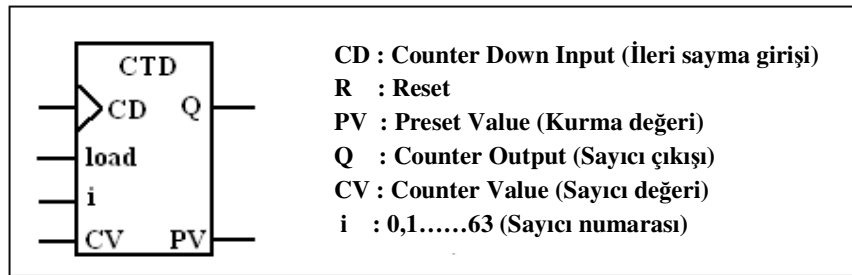 CTD
CD Q
load
i
CV PV
CD : Counter Down Input (İleri sayma girişi)
R : Reset
PV : Preset Value (Kurma değeri)
Q : Counter Output (Sayıcı çıkışı)
CV : Counter Value (Sayıcı değeri)
i : 0,1……63 (Sayıcı numarası)